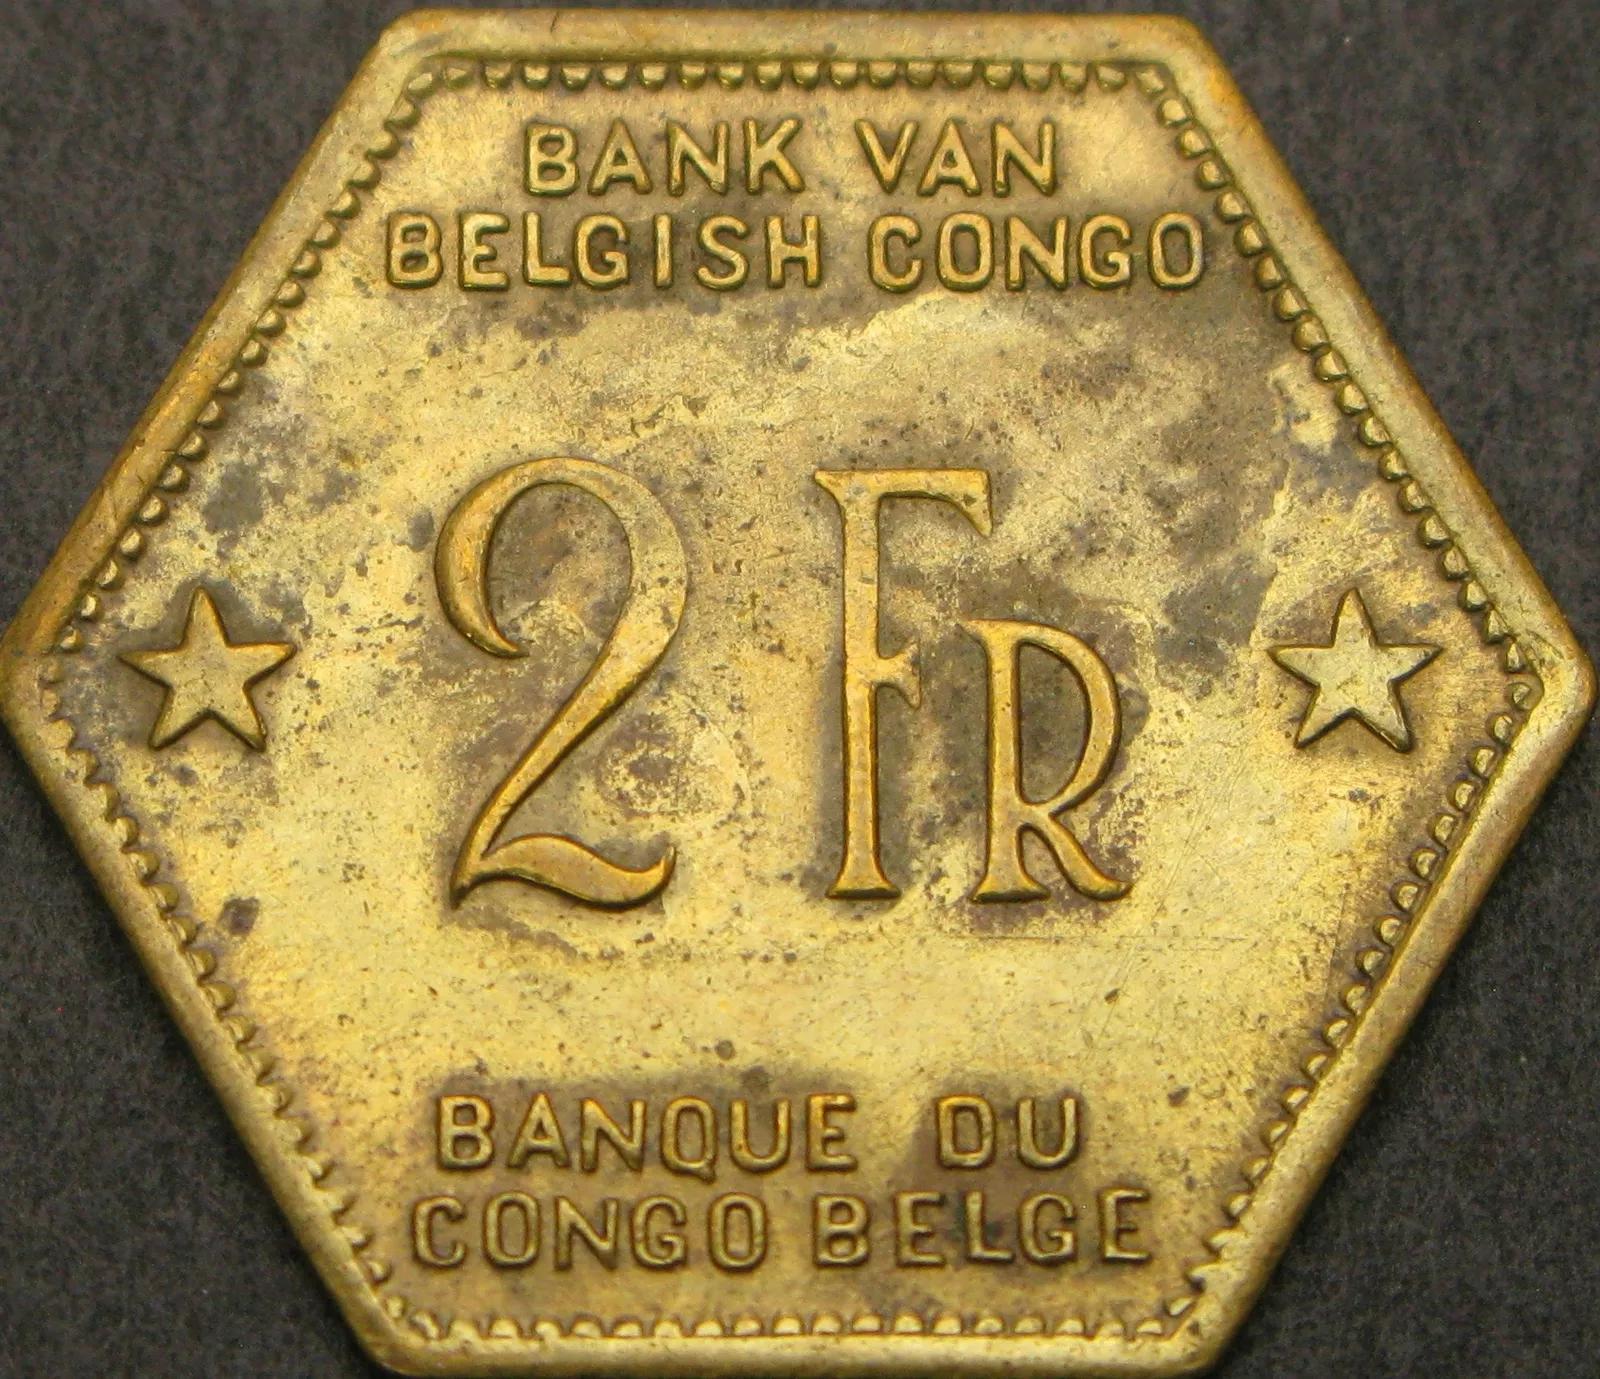 BANK VAN
BELGISH CONGO
2 FR
BANQUE DU
CONGO BELGE